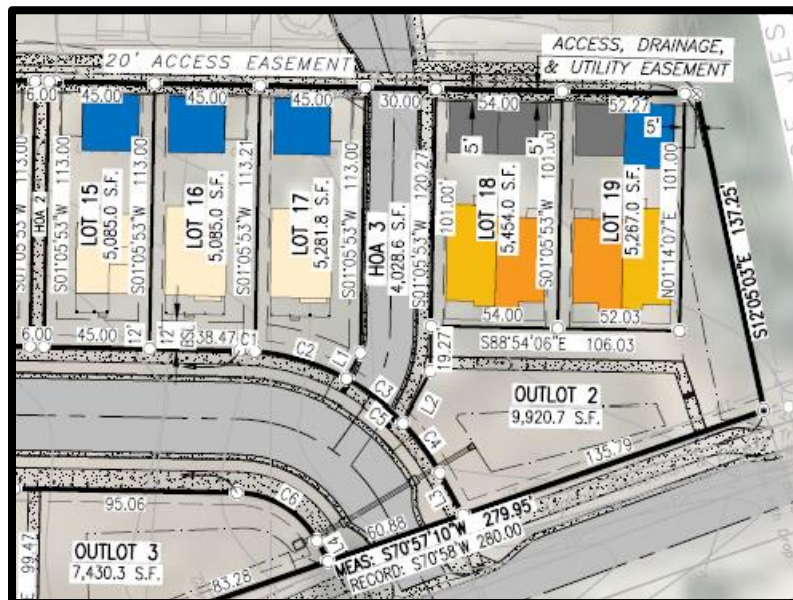 20' ACCESS EASEMENT
ACCESS, DRAINAGE,
& UTILITY EASEMENT
6.00
45.00
45.00
45.00
30.00
54.00
52.27
5'
5'
5'
113.00
HOA 2
S01°05'53"W 113.00
LOT 15
5,085.0 S.F.
S01°05'53"W 113.00
LOT 16
5,085.0 S.F.
S01°05'53"W 113.21
LOT 17
5,281.8 S.F.
S01°05'53"W 113.00
HOA 3
4,028.6 S.F.
S01°05'53"W 120.27
101.00'
LOT 18
5,454.0 S.F.
S01°05'53"W 101.00
LOT 19
5,267.0 S.F.
N01°14'07"E 101.00
S12°05'03"E 137.25'
54.00
52.03
S88°54'06"E 106.03
6.00
45.00
12'
12'
BSL
38.47
C1
C2
L1
19.27'
C3
C5
L2
C4
L3
OUTLOT 2
9,920.7 S.F.
135.79
95.06
C6
L4
60.88
99.47
OUTLOT 3
7,430.3 S.F.
83.28
MEAS: S70°57'10"W 279.95'
RECORD: S70°58'W 280.00